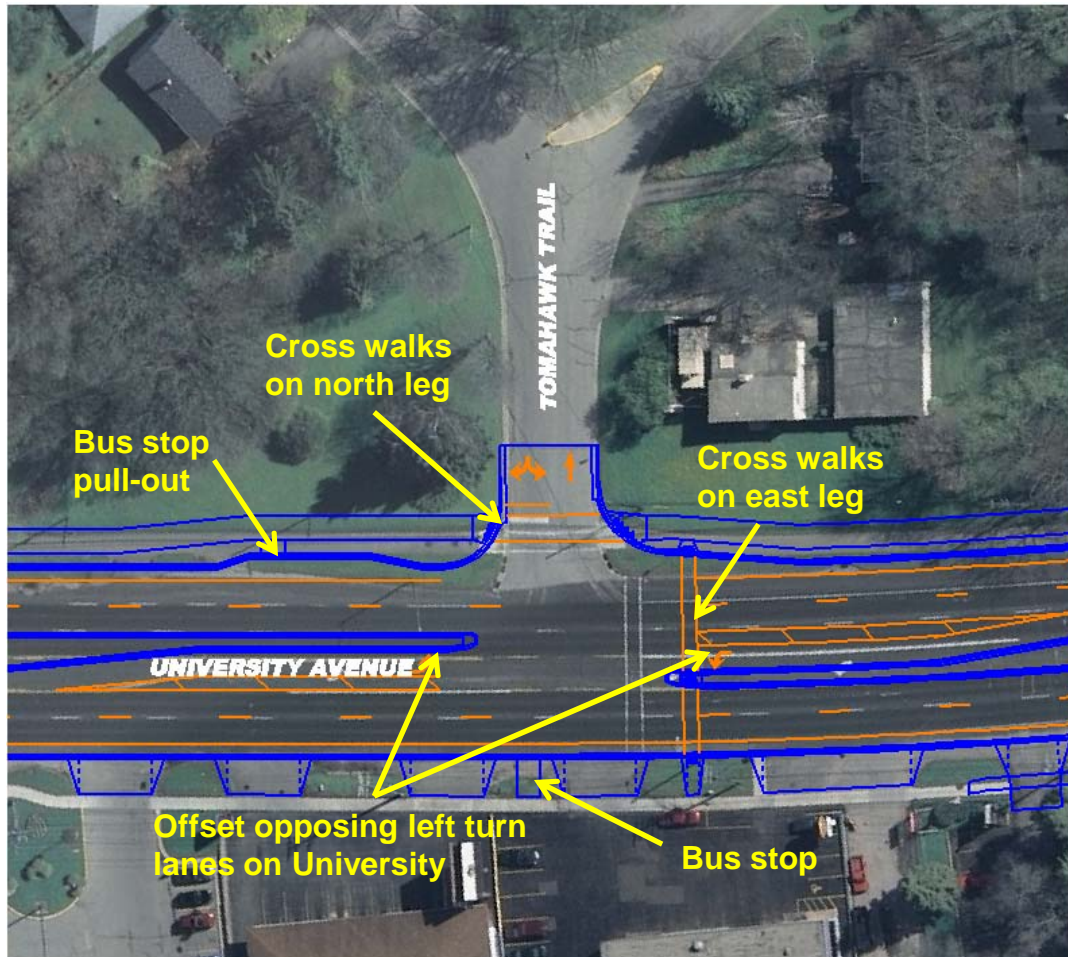 TOMAHAWK TRAIL
Cross walks
on north leg
Bus stop
pull-out
Cross walks
on east leg
UNIVERSITY AVENUE
Offset opposing left turn
lanes on University
Bus stop